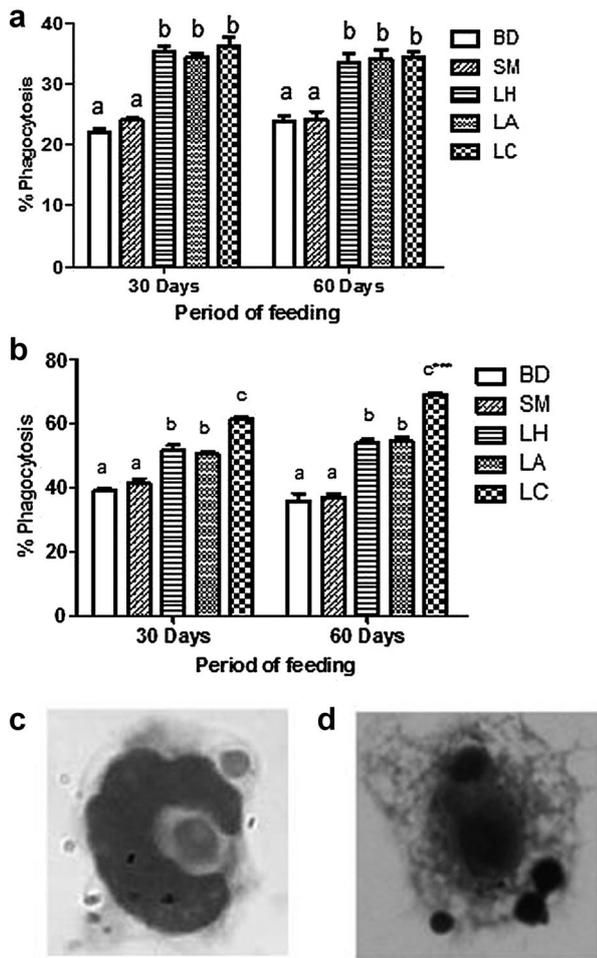 a
40
30
20
10
0
% Phagocytosis
a a b b b a a b b b
30 Days 60 Days
Period of feeding
BD
SM
LH
LA
LC
b
80
60
40
20
0
% Phagocytosis
a a b b c a a b b c***
30 Days 60 Days
Period of feeding
BD
SM
LH
LA
LC
c d